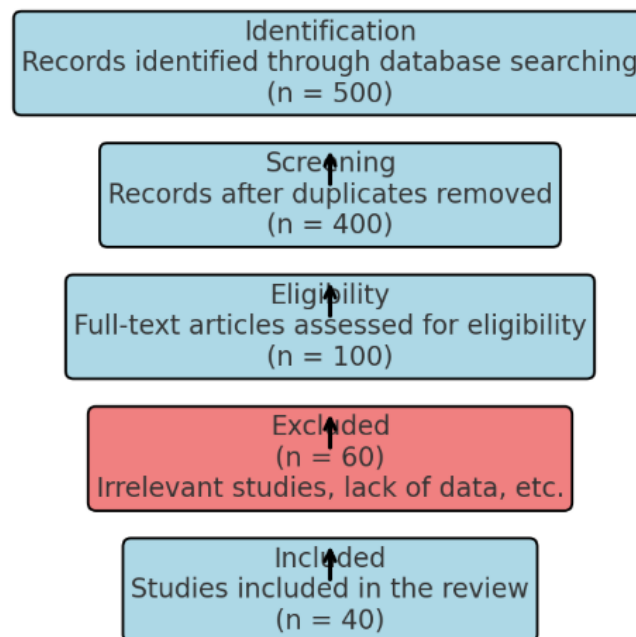 Identification
Records identified through database searching
(n = 500)
Screening
Records after duplicates removed
(n = 400)
Eligibility
Full-text articles assessed for eligibility
(n = 100)
Excluded
(n = 60)
Irrelevant studies, lack of data, etc.
Included
Studies included in the review
(n = 40)